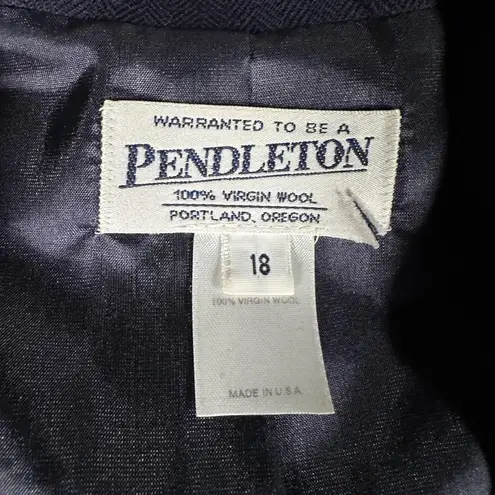 WARRANTED TO BE A
PENDLETON
100% VIRGIN WOOL
PORTLAND, OREGON
18
100% VIRGIN WOOL
MADE IN U.S.A.